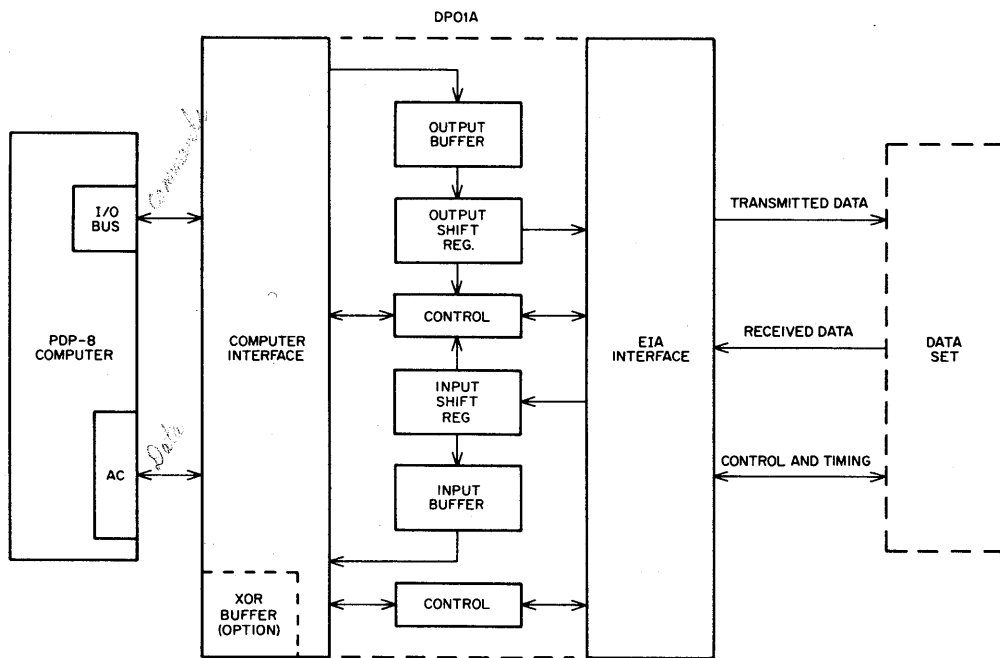 DP01A
OUTPUT
BUFFER
Commands
I/O
BUS
OUTPUT
SHIFT
REG.
TRANSMITTED DATA
CONTROL
PDP-8
COMPUTER
COMPUTER
INTERFACE
EIA
INTERFACE
RECEIVED DATA
DATA
SET
INPUT
SHIFT
REG
Data
AC
INPUT
BUFFER
CONTROL AND TIMING
XOR
BUFFER
(OPTION)
CONTROL